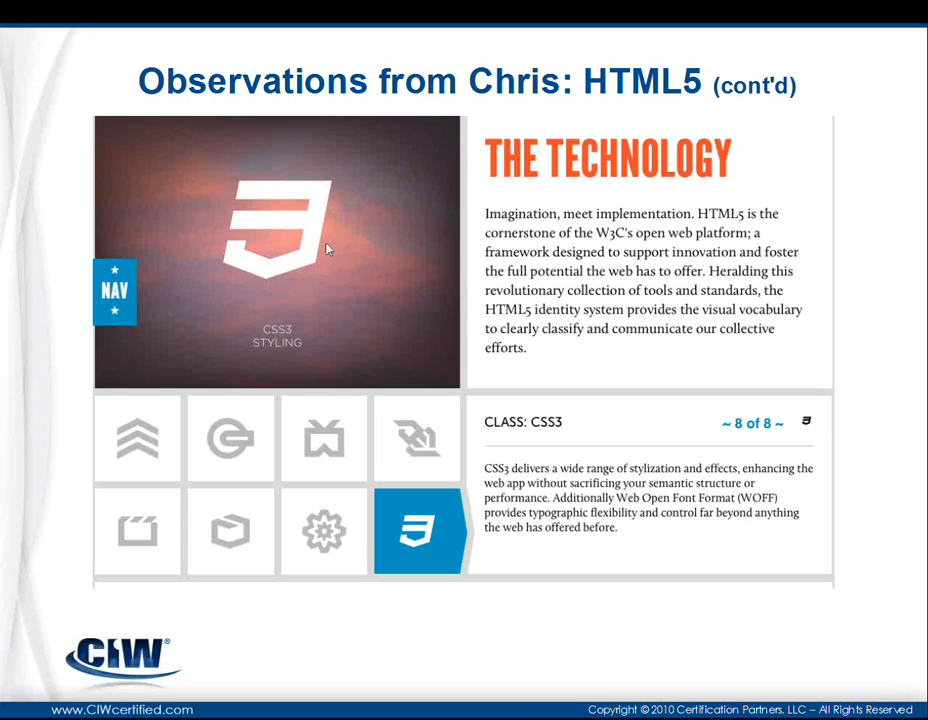 Observations from Chris: HTML5 (cont'd)
NAV
CSS3
STYLING
THE TECHNOLOGY
Imagination, meet implementation. HTML5 is the
cornerstone of the W3C's open web platform; a
framework designed to support innovation and foster
the full potential the web has to offer. Heralding this
revolutionary collection of tools and standards, the
HTML5 identity system provides the visual vocabulary
to clearly classify and communicate our collective
efforts.
CLASS: CSS3 ~ 8 of 8 ~
CSS3 delivers a wide range of stylization and effects, enhancing the
web app without sacrificing your semantic structure or
performance. Additionally Web Open Font Format (WOFF)
provides typographic flexibility and control far beyond anything
the web has offered before.
CIW®
www.CIWcertified.com
Copyright © 2010 Certification Partners, LLC – All Rights Reserved